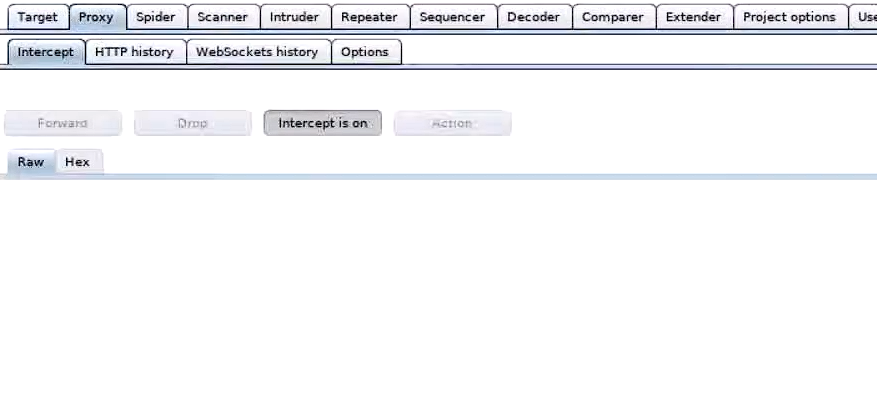 Target Proxy Spider Scanner Intruder Repeater Sequencer Decoder Comparer Extender Project options Use
Intercept HTTP history WebSockets history Options
Forward Drop Intercept is on Action
Raw Hex